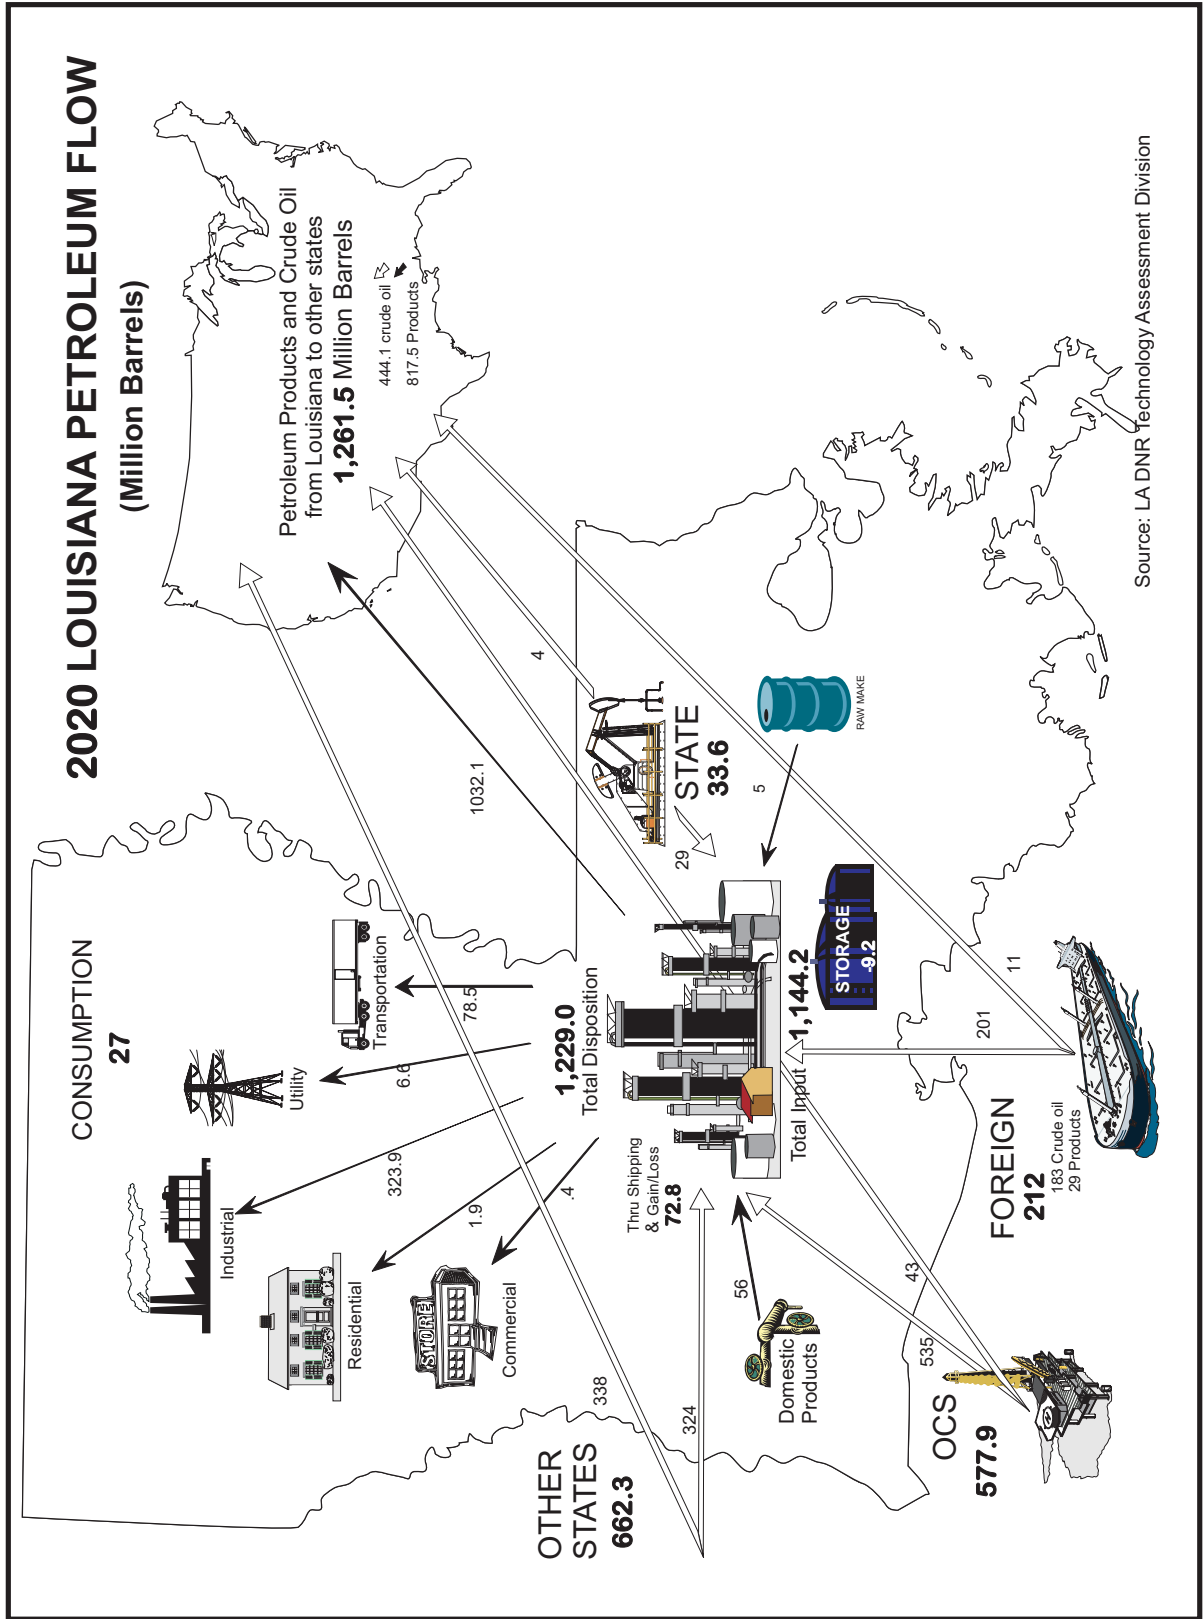 2020 LOUISIANA PETROLEUM FLOW
(Million Barrels)
CONSUMPTION
27
Transportation
Utility
Industrial
Residential
STORE
Commercial
78.5
6.6
323.9
1.9
.4
338
1032.1
4
Petroleum Products and Crude Oil
from Louisiana to other states
1,261.5 Million Barrels
444.1 crude oil
817.5 Products
OTHER
STATES
662.3
324
1,229.0
Total Disposition
Thru Shipping
& Gain/Loss
72.8
STATE
33.6
29
5
RAW MAKE
56
Domestic
Products
Total Input 1,144.2
STORAGE
-9.2
OCS
577.9
535
43
201
11
FOREIGN
212
183 Crude oil
29 Products
Source: LA DNR Technology Assessment Division